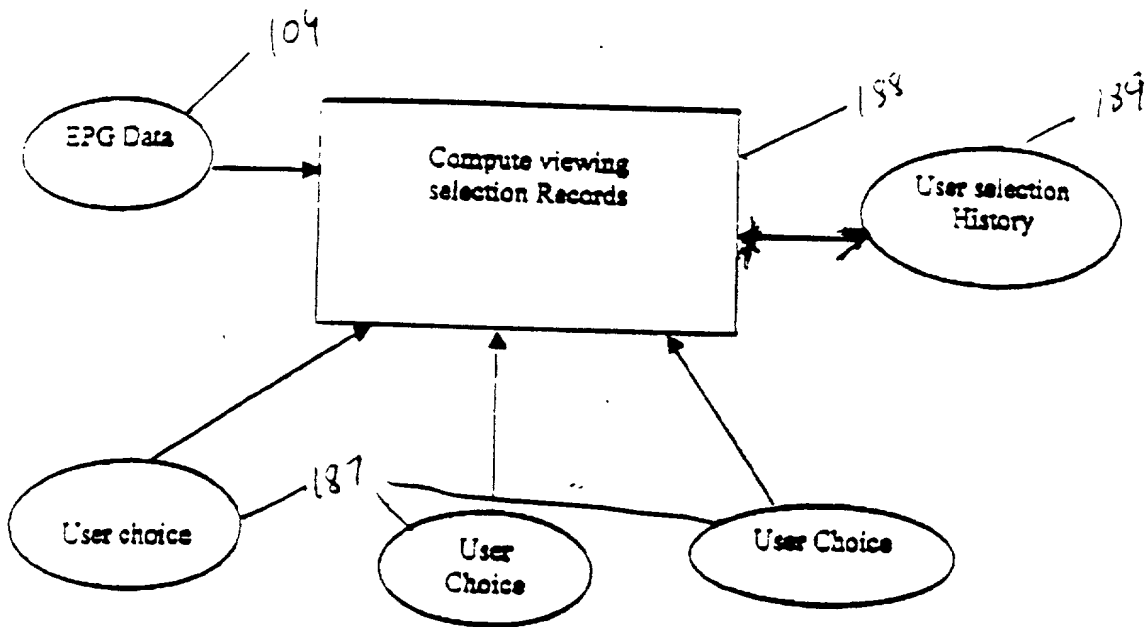 104
EPG Data
Compute viewing
selection Records
188
189
User selection
History
187
User choice
User
Choice
User Choice